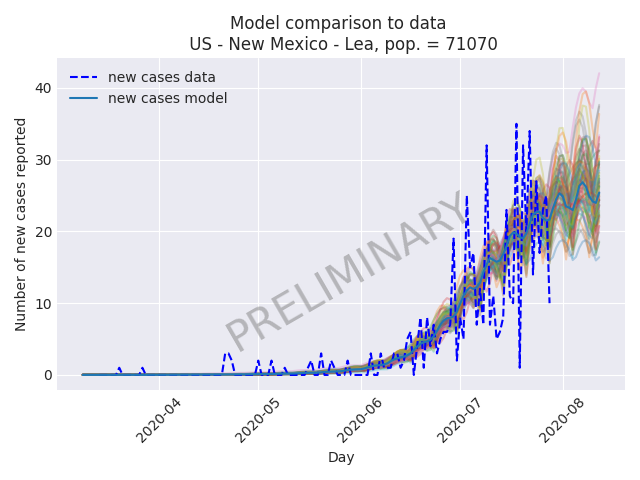 Model comparison to data
US - New Mexico - Lea, pop. = 71070
new cases data
new cases model
PRELIMINARY
Number of new cases reported
40
30
20
10
0
2020-04
2020-05
2020-06
2020-07
2020-08
Day